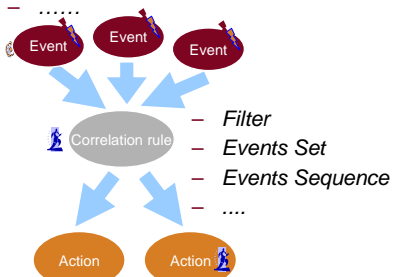 – ......
Event Event Event
Correlation rule
– Filter
– Events Set
– Events Sequence
– ....
Action Action